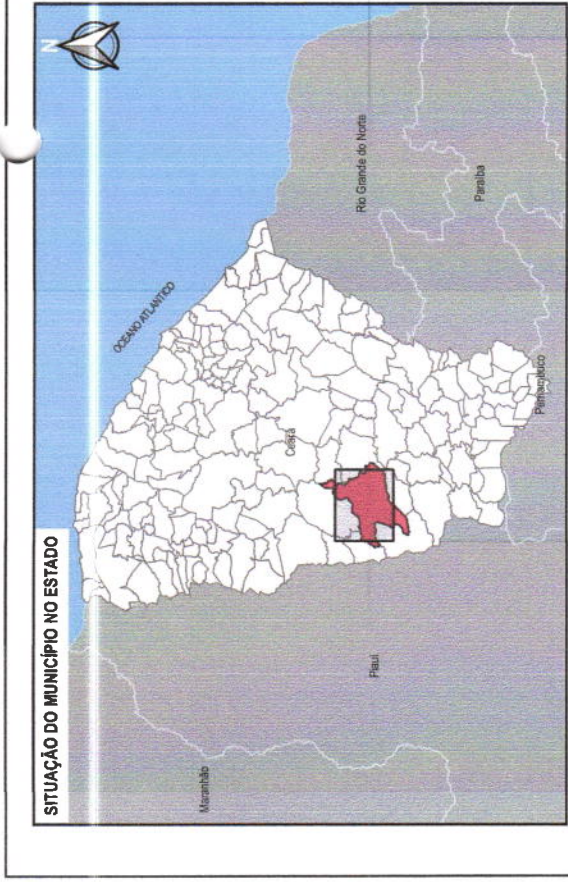 SITUAÇÃO DO MUNICÍPIO NO ESTADO
N
OCEANO ATLÂNTICO
Maranhão
Piauí
Ceará
Rio Grande do Norte
Paraíba
Pernambuco